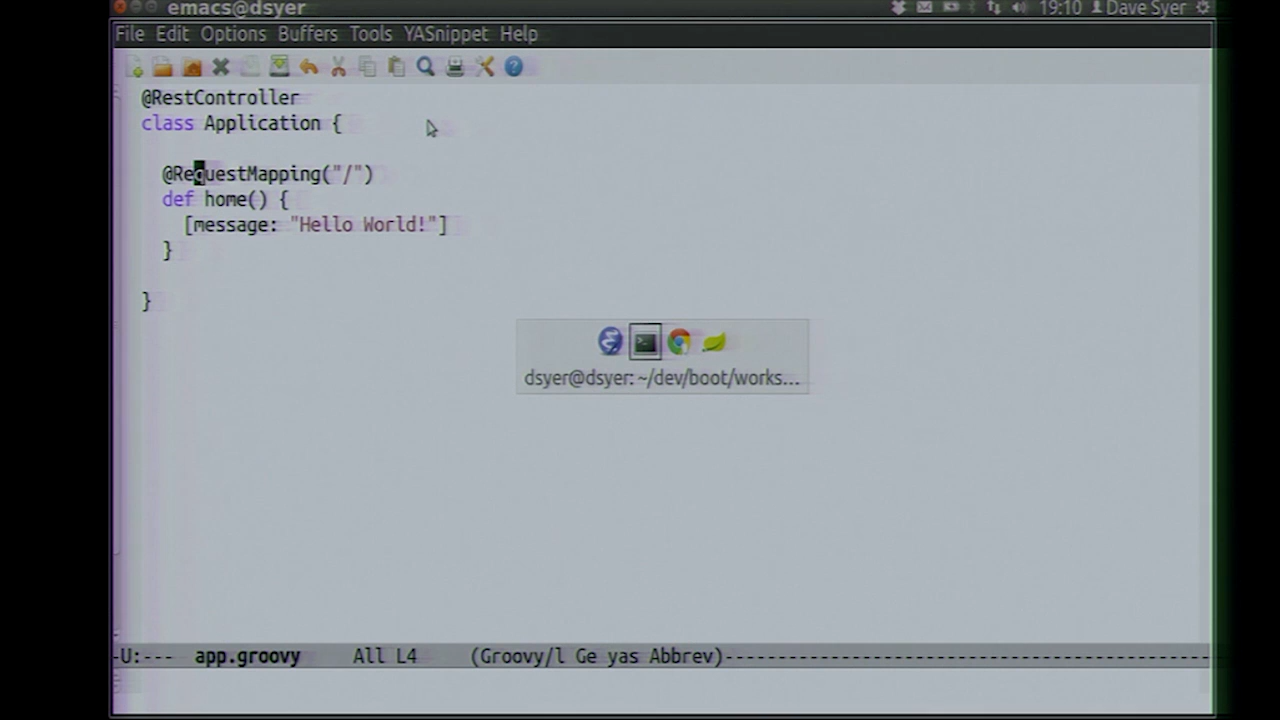 emacs@dsyer 19:10 Dave Syer
File Edit Options Buffers Tools YASnippet Help
@RestController
class Application {
@RequestMapping("/")
def home() {
[message: "Hello World!"]
}
}
dsyer@dsyer: ~/dev/boot/works...
-U:--- app.groovy All L4 (Groovy/l Ge yas Abbrev)----------------------------------------------